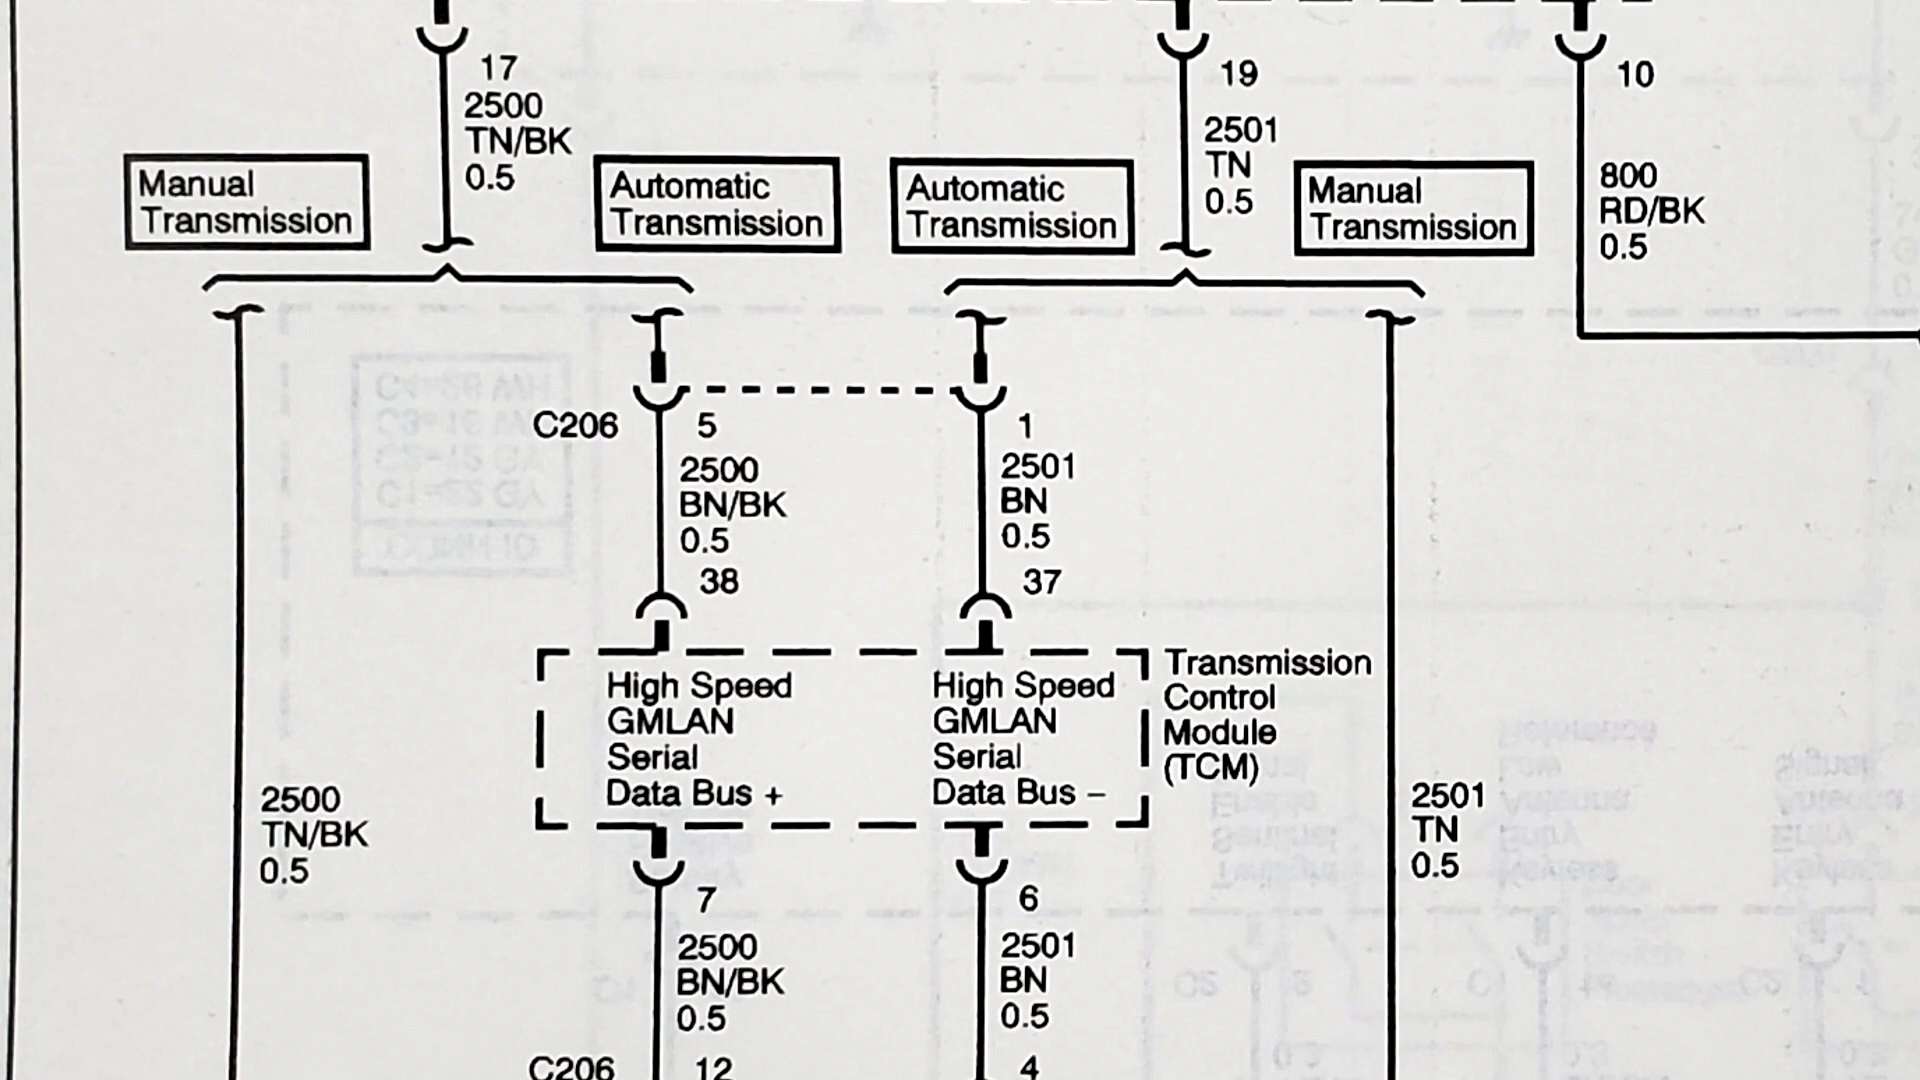 17
2500
TN/BK
0.5
19
2501
TN
0.5
10
800
RD/BK
0.5
Manual
Transmission
Automatic
Transmission
Automatic
Transmission
Manual
Transmission
C206
5
2500
BN/BK
0.5
38
1
2501
BN
0.5
37
High Speed
GMLAN
Serial
Data Bus +
High Speed
GMLAN
Serial
Data Bus –
Transmission
Control
Module
(TCM)
2500
TN/BK
0.5
2501
TN
0.5
7
2500
BN/BK
0.5
6
2501
BN
0.5
C206
12
4